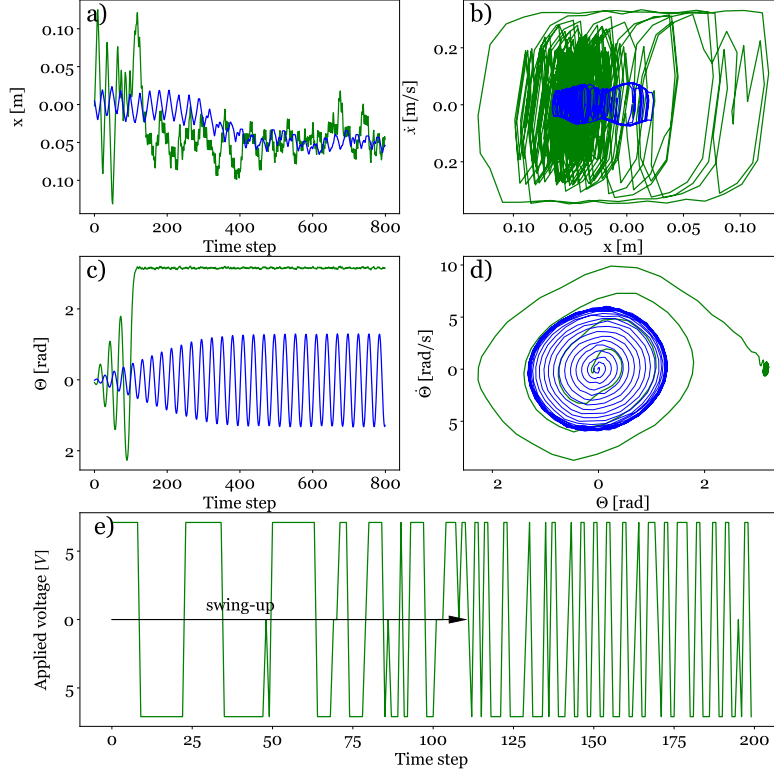 a)
0.10
0.05
0.00
0.05
0.10
x [m]
0
200
400
600
800
Time step
b)
0.2
0.0
0.2
ẋ [m/s]
0.10
0.05
0.00
0.05
0.10
x [m]
c)
2
0
2
Θ [rad]
0
200
400
600
800
Time step
d)
10
5
0
5
Θ̇ [rad/s]
2
0
2
Θ [rad]
e)
5
0
5
Applied voltage [V]
swing-up
0
25
50
75
100
125
150
175
200
Time step